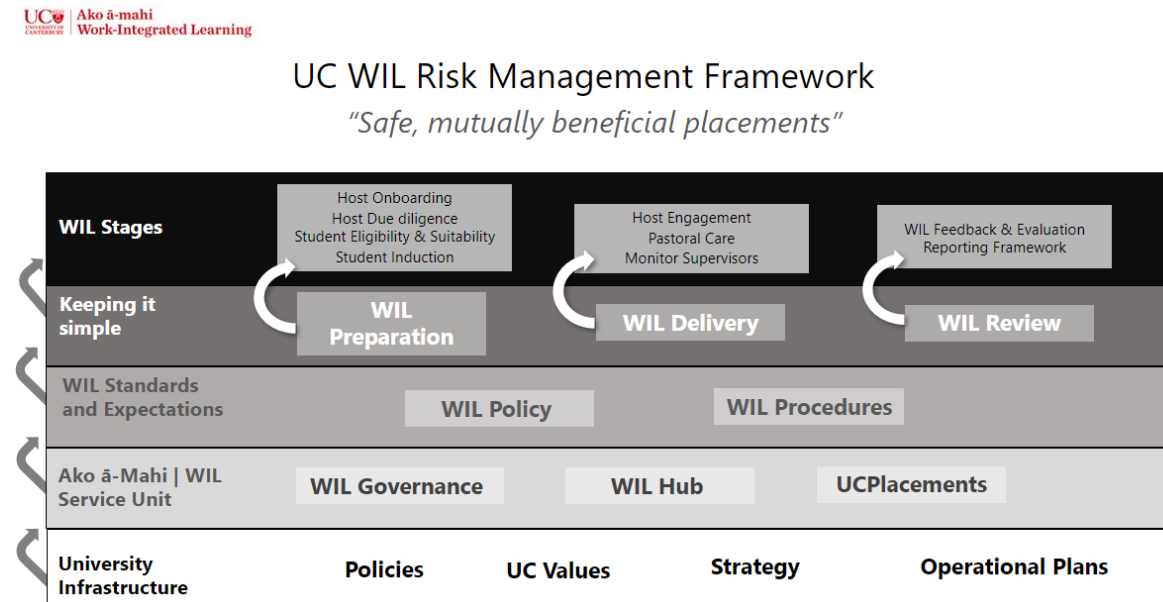 UC
UNIVERSITY OF
CANTERBURY
Ako ā-mahi
Work-Integrated Learning
UC WIL Risk Management Framework
“Safe, mutually beneficial placements”
WIL Stages
Host Onboarding
Host Due diligence
Student Eligibility & Suitability
Student Induction
Host Engagement
Pastoral Care
Monitor Supervisors
WIL Feedback & Evaluation
Reporting Framework
Keeping it
simple
WIL
Preparation
WIL Delivery
WIL Review
WIL Standards
and Expectations
WIL Policy
WIL Procedures
Ako ā-Mahi | WIL
Service Unit
WIL Governance
WIL Hub
UCPlacements
University
Infrastructure
Policies
UC Values
Strategy
Operational Plans